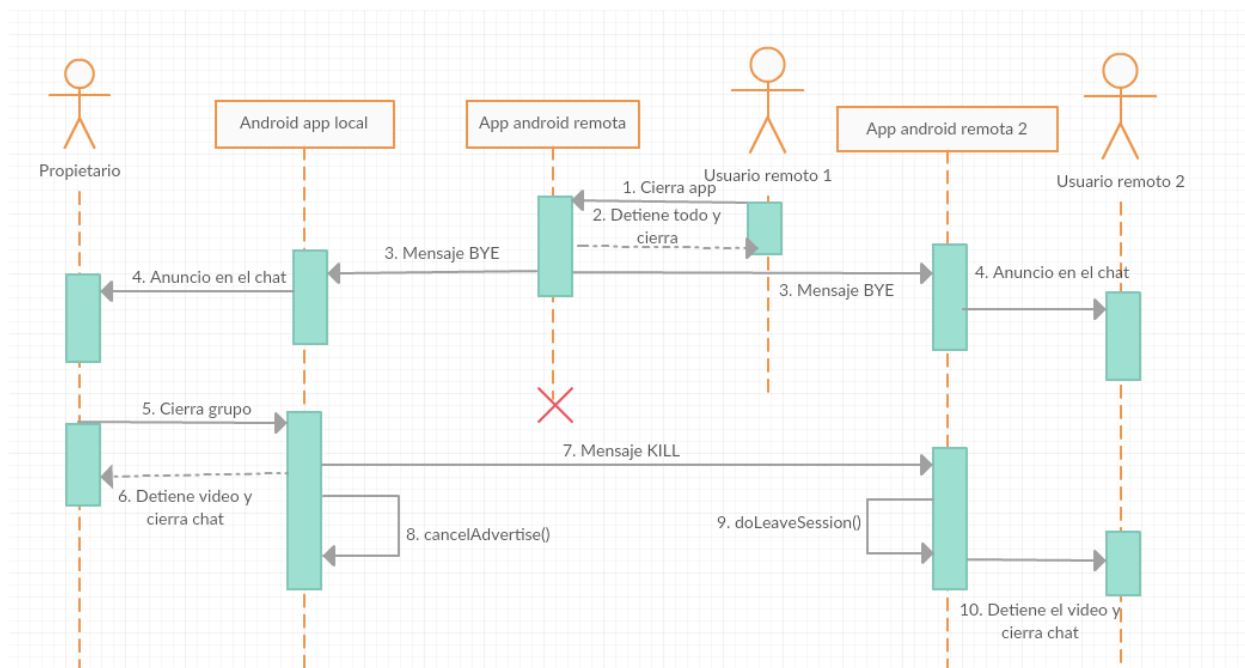 Android app local
App android remota
App android remota 2
Propietario
Usuario remoto 1
Usuario remoto 2
1. Cierra app
2. Detiene todo y
cierra
3. Mensaje BYE
4. Anuncio en el chat
3. Mensaje BYE
4. Anuncio en el chat
5. Cierra grupo
7. Mensaje KILL
6. Detiene video y
cierra chat
8. cancelAdvertise()
9. doLeaveSession()
10. Detiene el video y
cierra chat